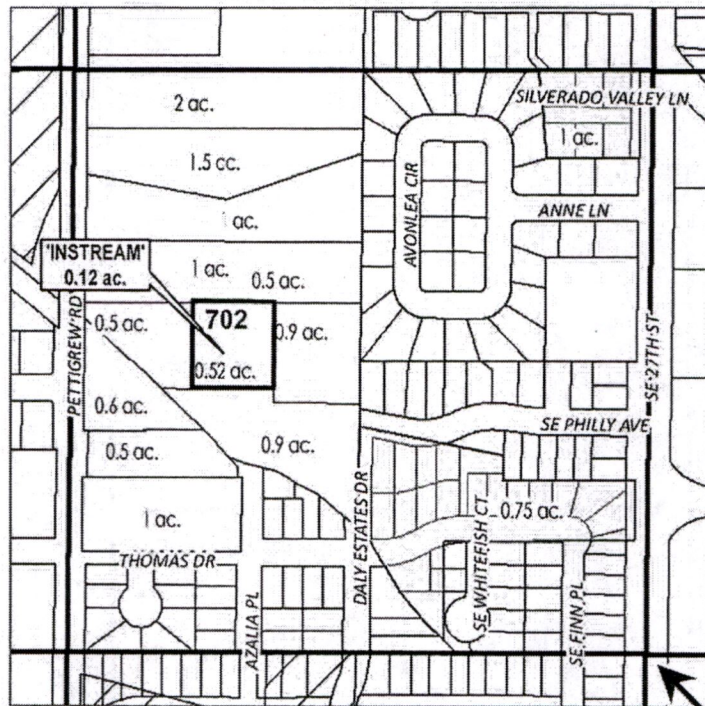 SILVERADO VALLEY LN
2 ac.
1 ac.
1.5 cc.
AVONLEA CIR
1 ac.
ANNE LN
'INSTREAM'
0.12 ac.
1 ac.
0.5 ac.
PETTIGREW RD
0.5 ac.
702
0.9 ac.
0.52 ac.
SE 27TH ST
0.6 ac.
SE PHILLY AVE
0.5 ac.
0.9 ac.
1 ac.
DALY ESTATES DR
0.75 ac.
SE WHITEFISH CT
THOMAS DR
AZALIA PL
SE FINN PL